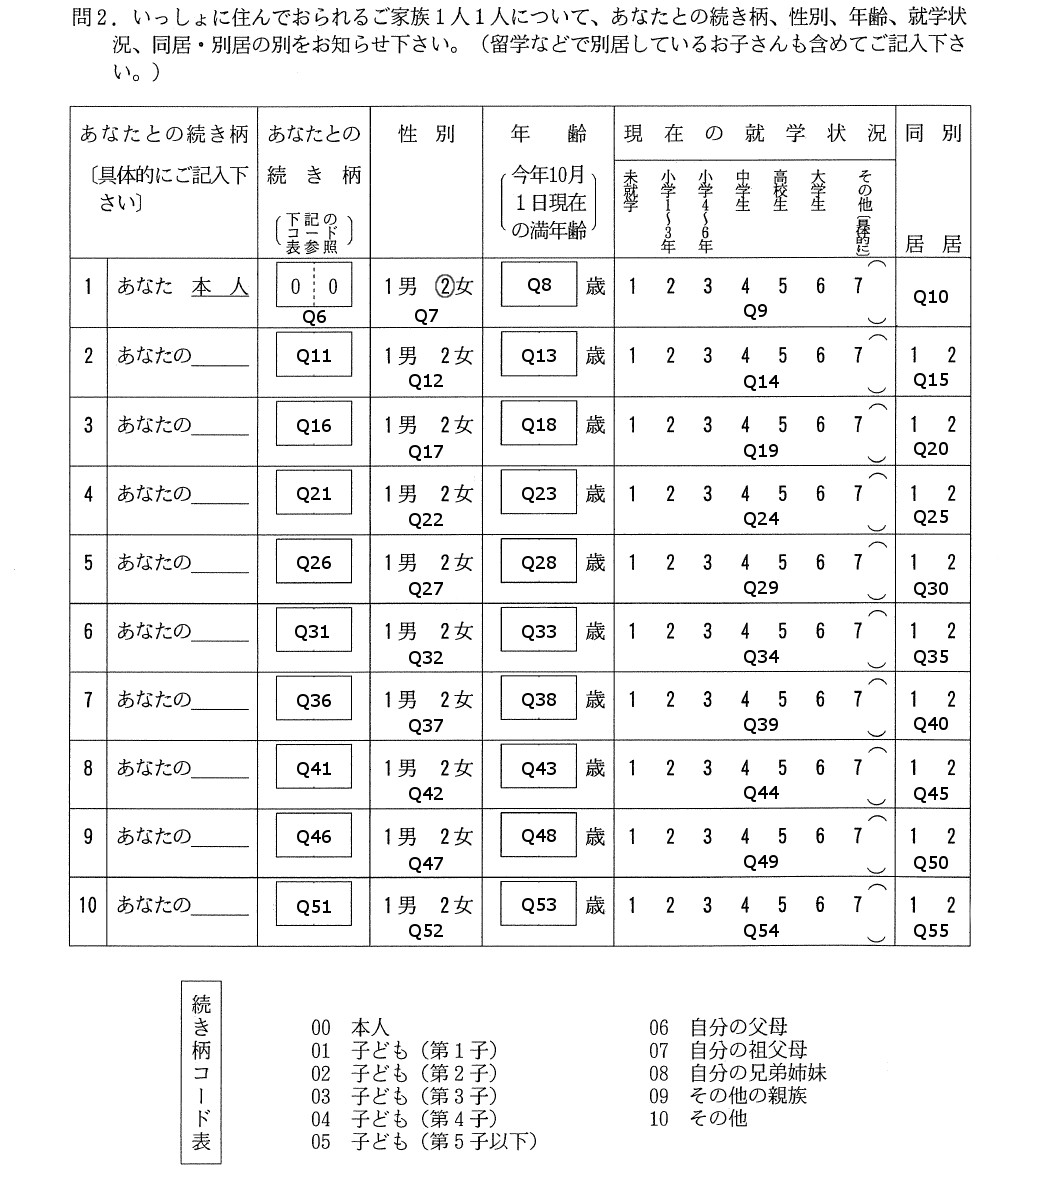 問２．いっしょに住んでおられるご家族１人１人について、あなたとの続き柄、性別、年齢、就学状
況、同居・別居の別をお知らせ下さい。（留学などで別居しているお子さんも含めてご記入下さ
い。）
あなたとの続き柄
〔具体的にご記入下
さい〕
あなたとの
続き柄
（下記の
コード
表参照）
性別
年齢
（今年10月
１日現在
の満年齢）
現在の就学状況
未就学
小学1～3年
小学4～6年
中学生
高校生
大学生
その他〔具体的に〕
同別
居居
1 あなた 本人 0 0 Q6 1男 ②女 Q7 Q8 歳 1 2 3 4 5 6 7（ ） Q9 Q10
2 あなたの＿＿＿ Q11 1男 2女 Q12 Q13 歳 1 2 3 4 5 6 7（ ） Q14 1 2 Q15
3 あなたの＿＿＿ Q16 1男 2女 Q17 Q18 歳 1 2 3 4 5 6 7（ ） Q19 1 2 Q20
4 あなたの＿＿＿ Q21 1男 2女 Q22 Q23 歳 1 2 3 4 5 6 7（ ） Q24 1 2 Q25
5 あなたの＿＿＿ Q26 1男 2女 Q27 Q28 歳 1 2 3 4 5 6 7（ ） Q29 1 2 Q30
6 あなたの＿＿＿ Q31 1男 2女 Q32 Q33 歳 1 2 3 4 5 6 7（ ） Q34 1 2 Q35
7 あなたの＿＿＿ Q36 1男 2女 Q37 Q38 歳 1 2 3 4 5 6 7（ ） Q39 1 2 Q40
8 あなたの＿＿＿ Q41 1男 2女 Q42 Q43 歳 1 2 3 4 5 6 7（ ） Q44 1 2 Q45
9 あなたの＿＿＿ Q46 1男 2女 Q47 Q48 歳 1 2 3 4 5 6 7（ ） Q49 1 2 Q50
10 あなたの＿＿＿ Q51 1男 2女 Q52 Q53 歳 1 2 3 4 5 6 7（ ） Q54 1 2 Q55
続き柄コード表
00 本人
01 子ども（第１子）
02 子ども（第２子）
03 子ども（第３子）
04 子ども（第４子）
05 子ども（第５子以下）
06 自分の父母
07 自分の祖父母
08 自分の兄弟姉妹
09 その他の親族
10 その他